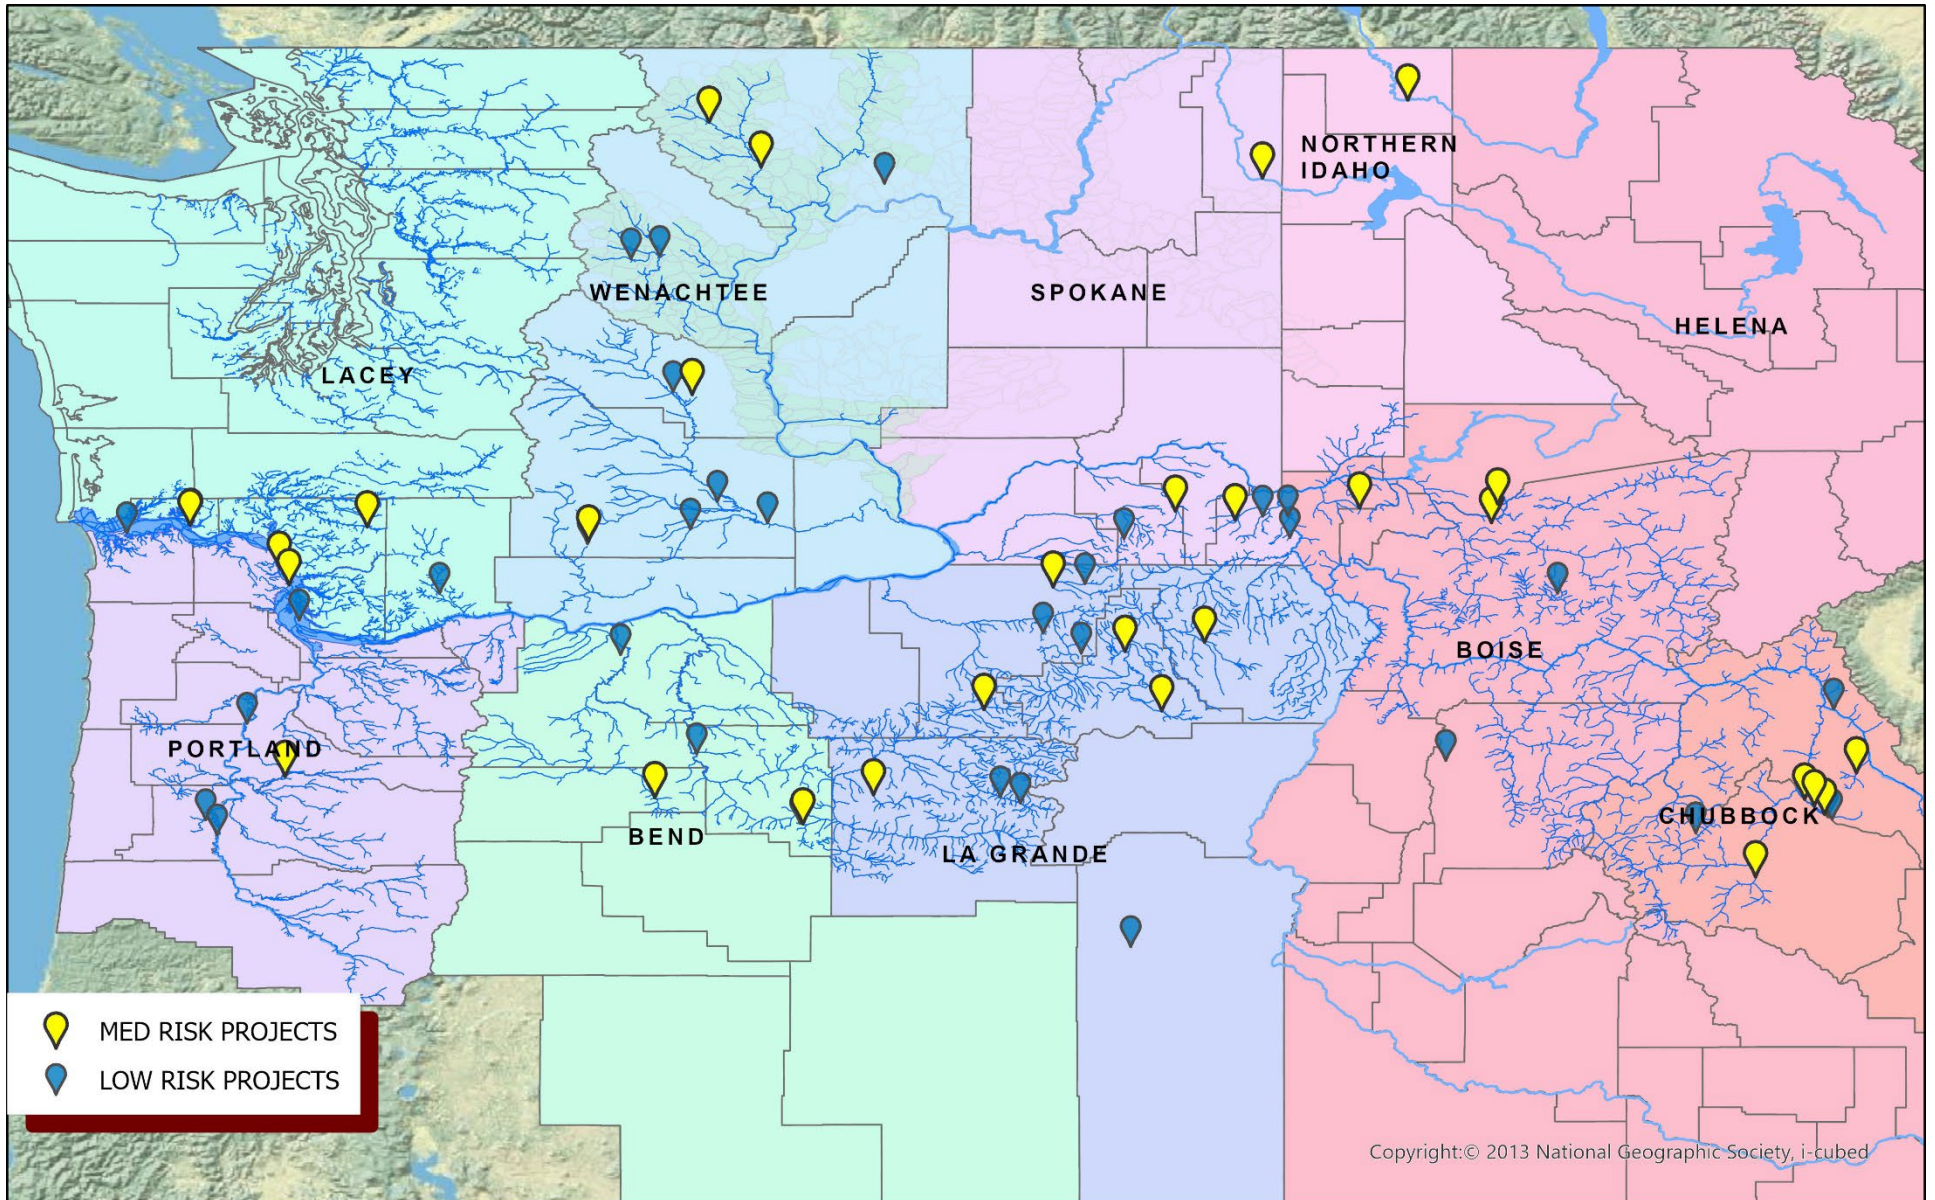 NORTHERN
IDAHO
WENACHTEE
SPOKANE
HELENA
LACEY
BOISE
PORTLAND
CHUBBOCK
BEND
LA GRANDE
MED RISK PROJECTS
LOW RISK PROJECTS
Copyright:© 2013 National Geographic Society, i-cubed